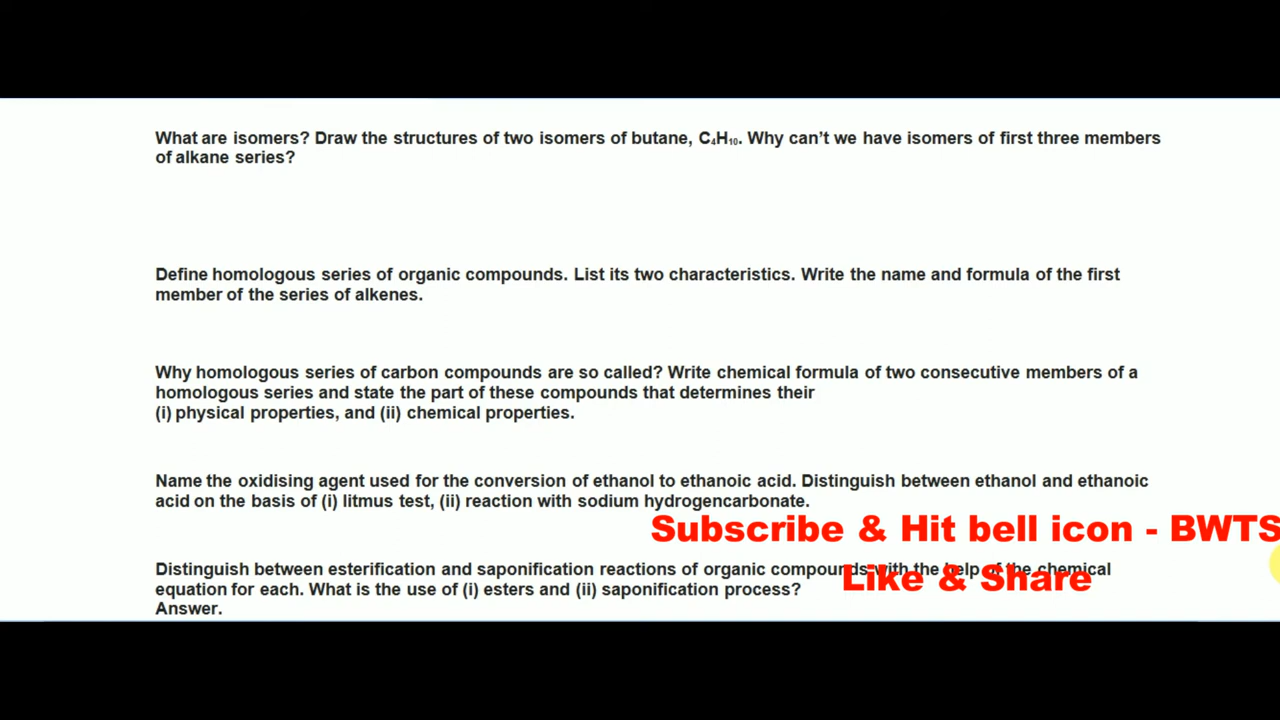 What are isomers? Draw the structures of two isomers of butane, C₄H₁₀. Why can’t we have isomers of first three members
of alkane series?
Define homologous series of organic compounds. List its two characteristics. Write the name and formula of the first
member of the series of alkenes.
Why homologous series of carbon compounds are so called? Write chemical formula of two consecutive members of a
homologous series and state the part of these compounds that determines their
(i) physical properties, and (ii) chemical properties.
Name the oxidising agent used for the conversion of ethanol to ethanoic acid. Distinguish between ethanol and ethanoic
acid on the basis of (i) litmus test, (ii) reaction with sodium hydrogencarbonate.
Subscribe & Hit bell icon - BWTS
Distinguish between esterification and saponification reactions of organic compounds with the help of the chemical
Like & Share
equation for each. What is the use of (i) esters and (ii) saponification process?
Answer.